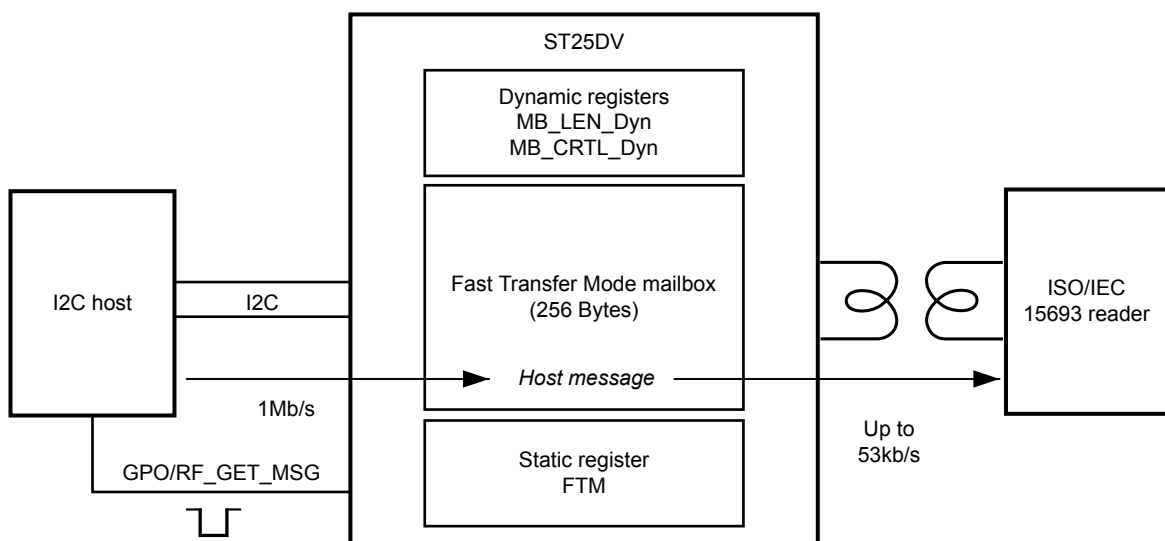 ST25DV
Dynamic registers
MB_LEN_Dyn
MB_CRTL_Dyn
I2C host
I2C
Fast Transfer Mode mailbox
(256 Bytes)
ISO/IEC
15693 reader
Host message
1Mb/s
Up to
53kb/s
GPO/RF_GET_MSG
Static register
FTM